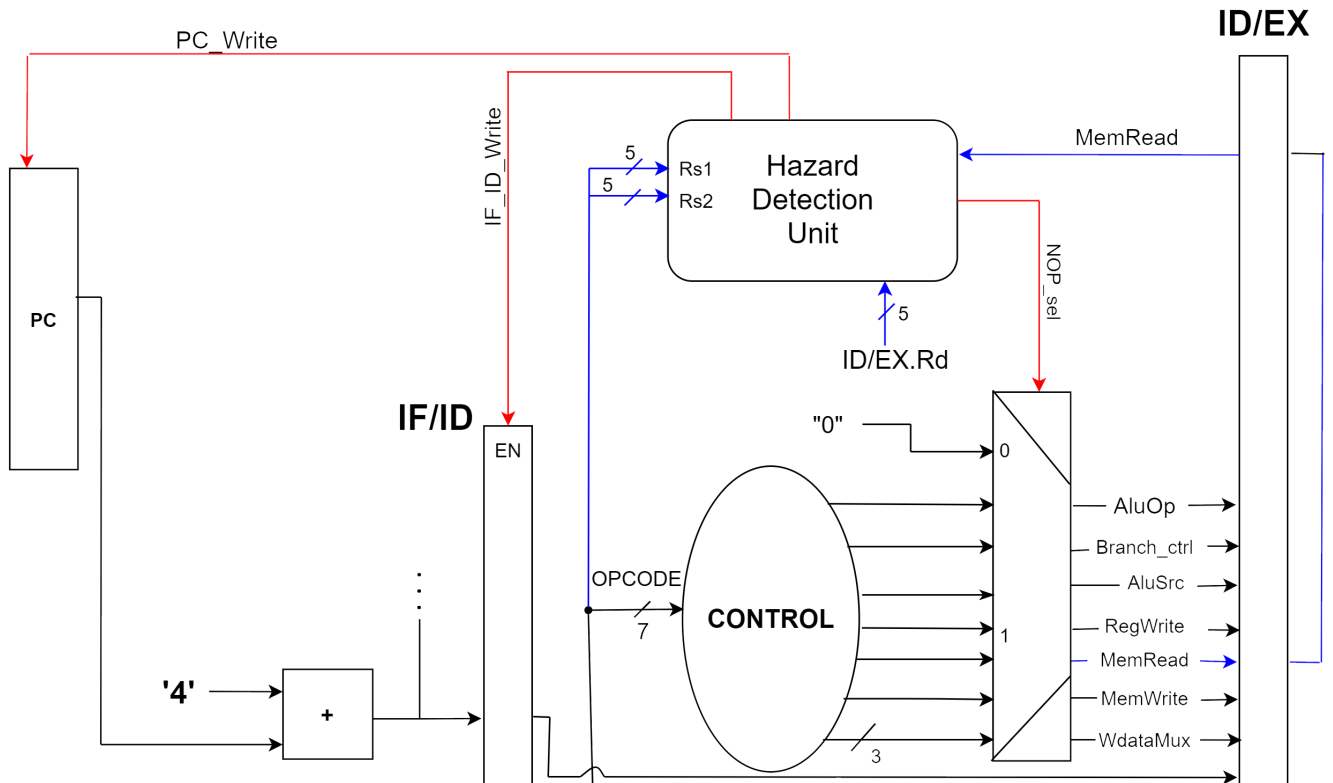 ID/EX
PC_Write
IF_ID_Write
MemRead
5
Rs1
5
Rs2
Hazard
Detection
Unit
NOP_sel
5
PC
ID/EX.Rd
IF/ID
"0"
EN
0
AluOp
Branch_ctrl
OPCODE
AluSrc
7
CONTROL
1
RegWrite
MemRead
'4'
+
MemWrite
WdataMux
3